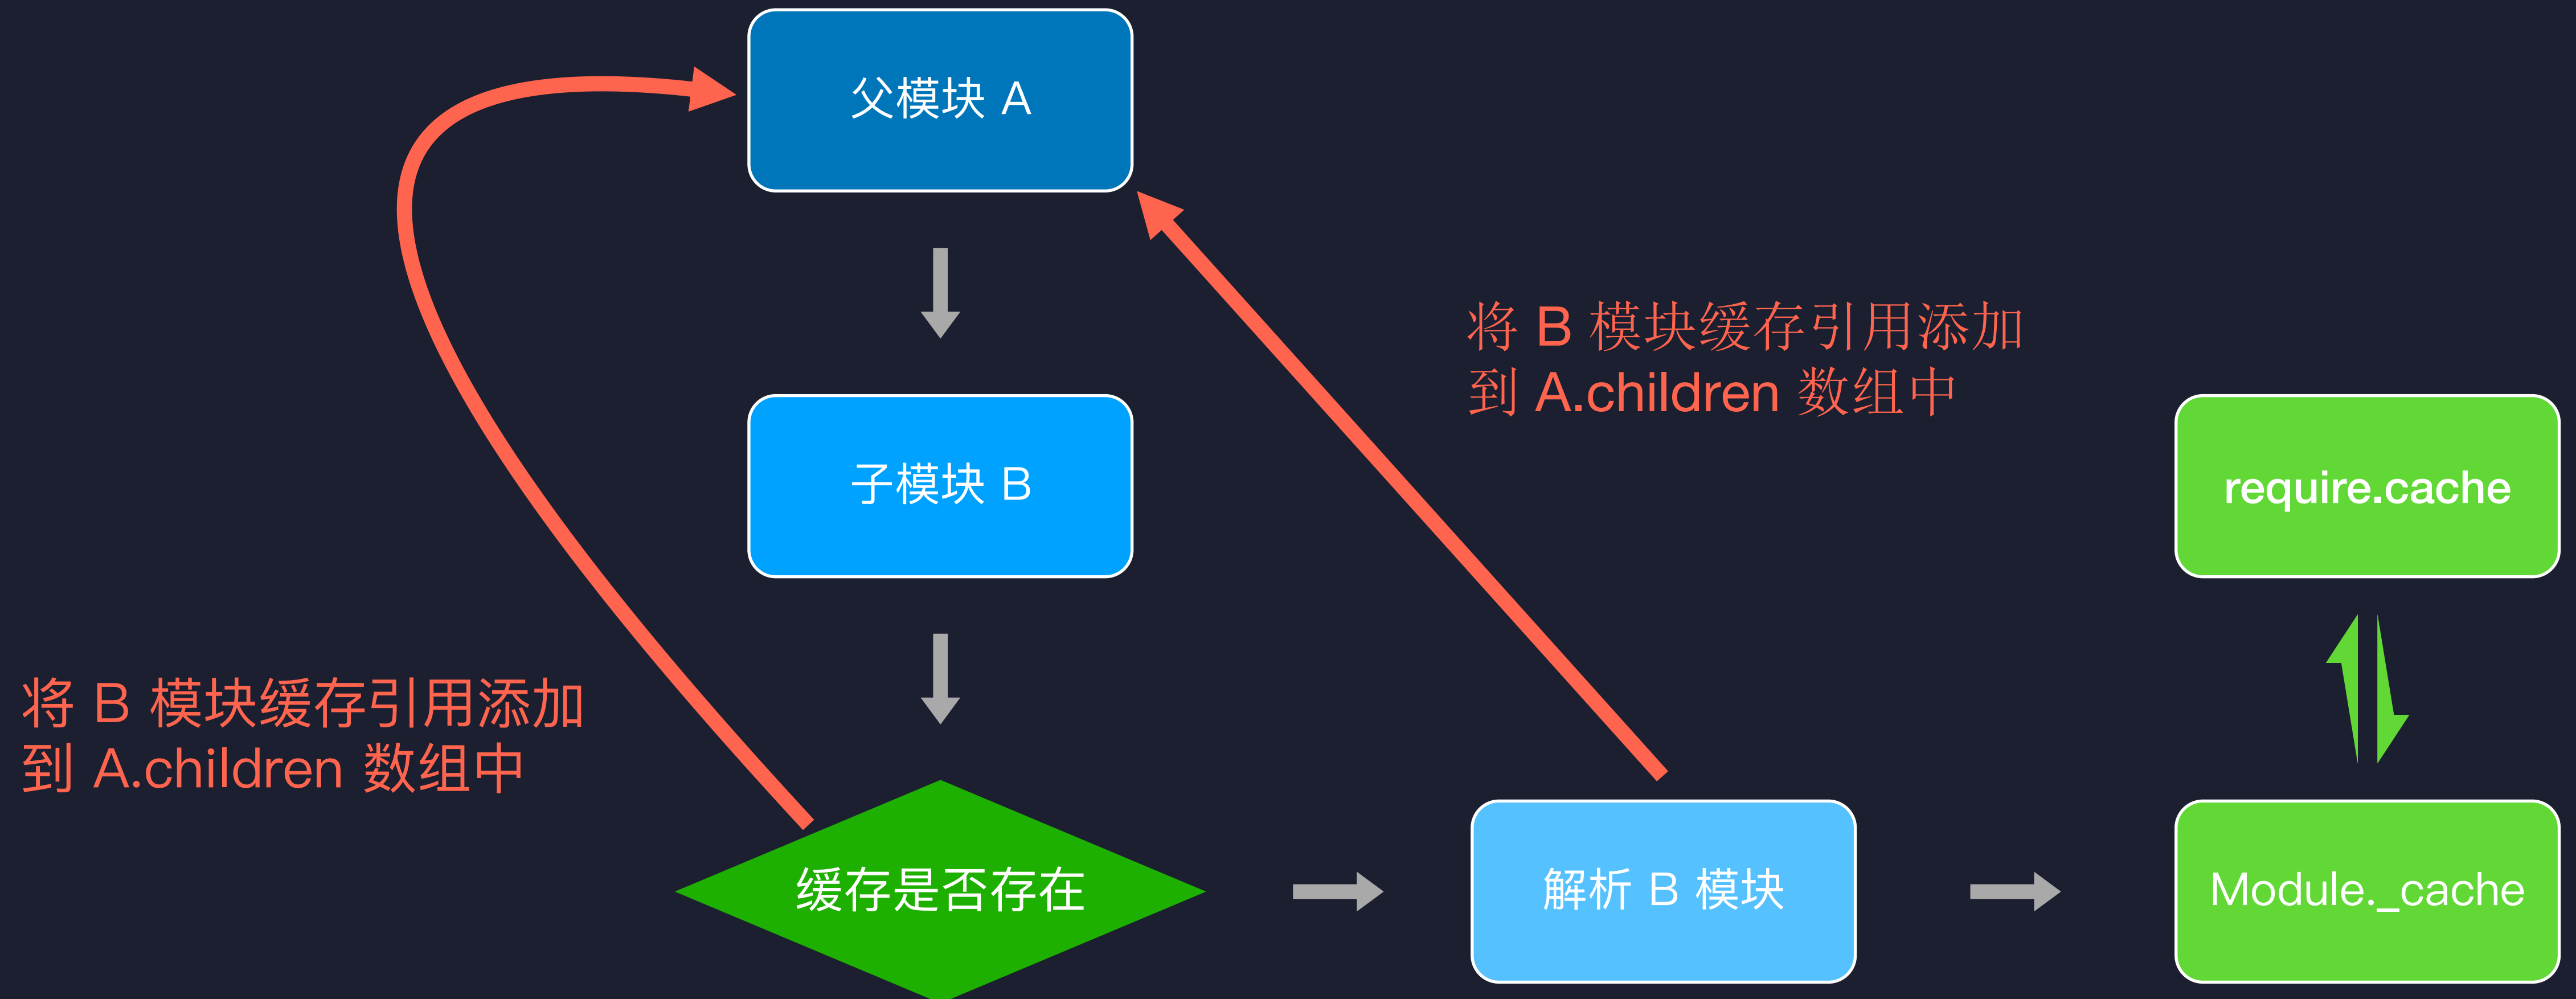 父模块 A
将 B 模块缓存引用添加
到 A.children 数组中
子模块 B
require.cache
将 B 模块缓存引用添加
到 A.children 数组中
缓存是否存在
解析 B 模块
Module._cache